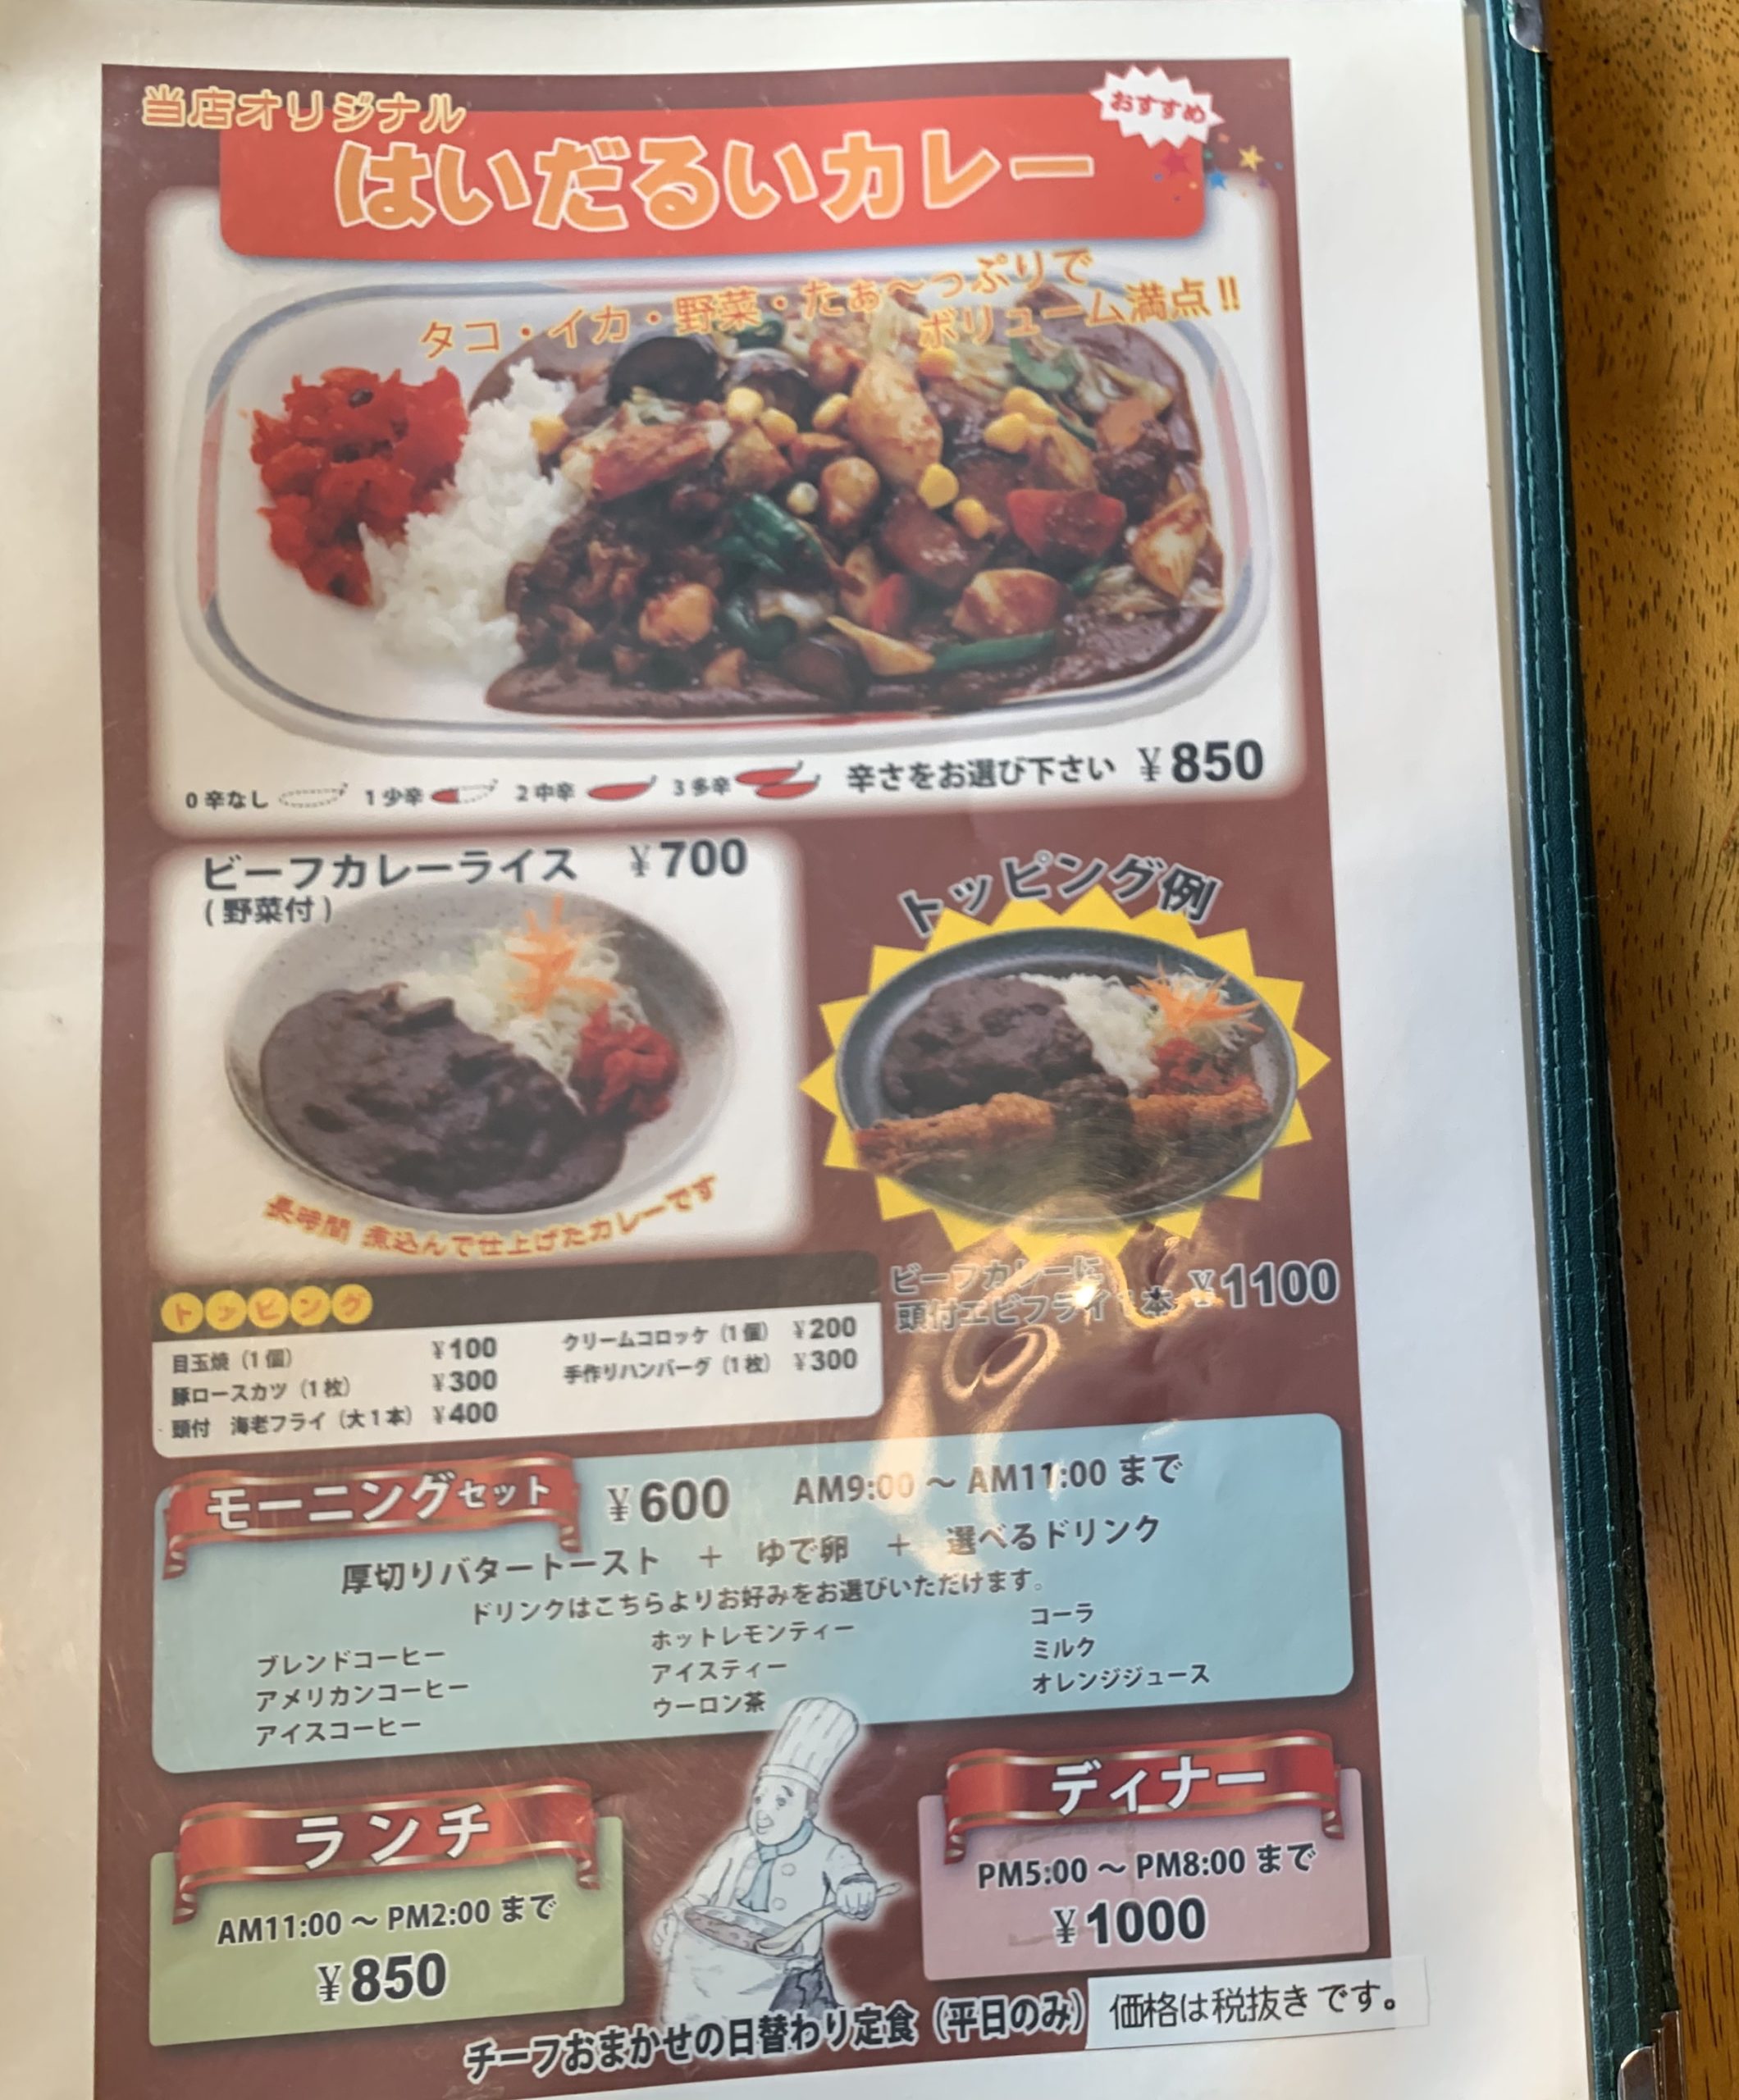 当店オリジナル
おすすめ
はいだるいカレー
タコ・イカ・野菜・たぁ〜っぷりで
ボリューム満点!!
0 辛なし 1 少辛 2 中辛 3 多辛 辛さをお選び下さい ¥850
ビーフカレーライス ¥700
(野菜付)
長時間 煮込んで仕上げたカレーです
トッピング例
ビーフカレーに
頭付エビフライ1本 ¥1100
トッピング
目玉焼(1個) ¥100
豚ロースカツ(1枚) ¥300
頭付 海老フライ(大1本) ¥400
クリームコロッケ(1個) ¥200
手作りハンバーグ(1枚) ¥300
モーニングセット ¥600 AM9:00 〜 AM11:00 まで
厚切りバタートースト + ゆで卵 + 選べるドリンク
ドリンクはこちらよりお好みをお選びいただけます。
ブレンドコーヒー
アメリカンコーヒー
アイスコーヒー
ホットレモンティー
アイスティー
ウーロン茶
コーラ
ミルク
オレンジジュース
ランチ
AM11:00 〜 PM2:00 まで
¥850
ディナー
PM5:00 〜 PM8:00 まで
¥1000
チーフおまかせの日替わり定食(平日のみ)
価格は税抜きです。